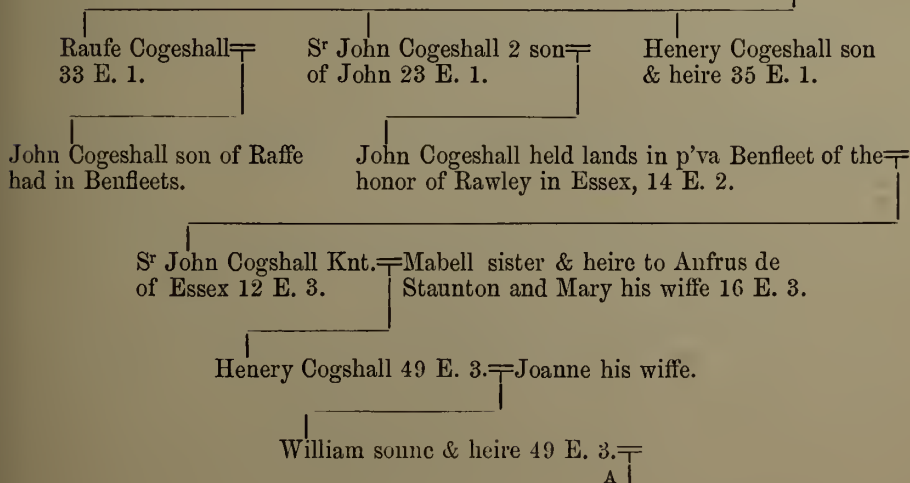 Raufe Cogeshall
33 E. 1.
Sr John Cogeshall 2 son
of John 23 E. 1.
Henery Cogeshall son
& heire 35 E. 1.
John Cogeshall son of Raffe
had in Benfleets.
John Cogeshall held lands in p'va Benfleet of the
honor of Rawley in Essex, 14 E. 2.
Sr John Cogshall Knt.
of Essex 12 E. 3.
Mabell sister & heire to Anfrus de
Staunton and Mary his wiffe 16 E. 3.
Henery Cogshall 49 E. 3.
Joanne his wiffe.
William sonne & heire 49 E. 3.
A